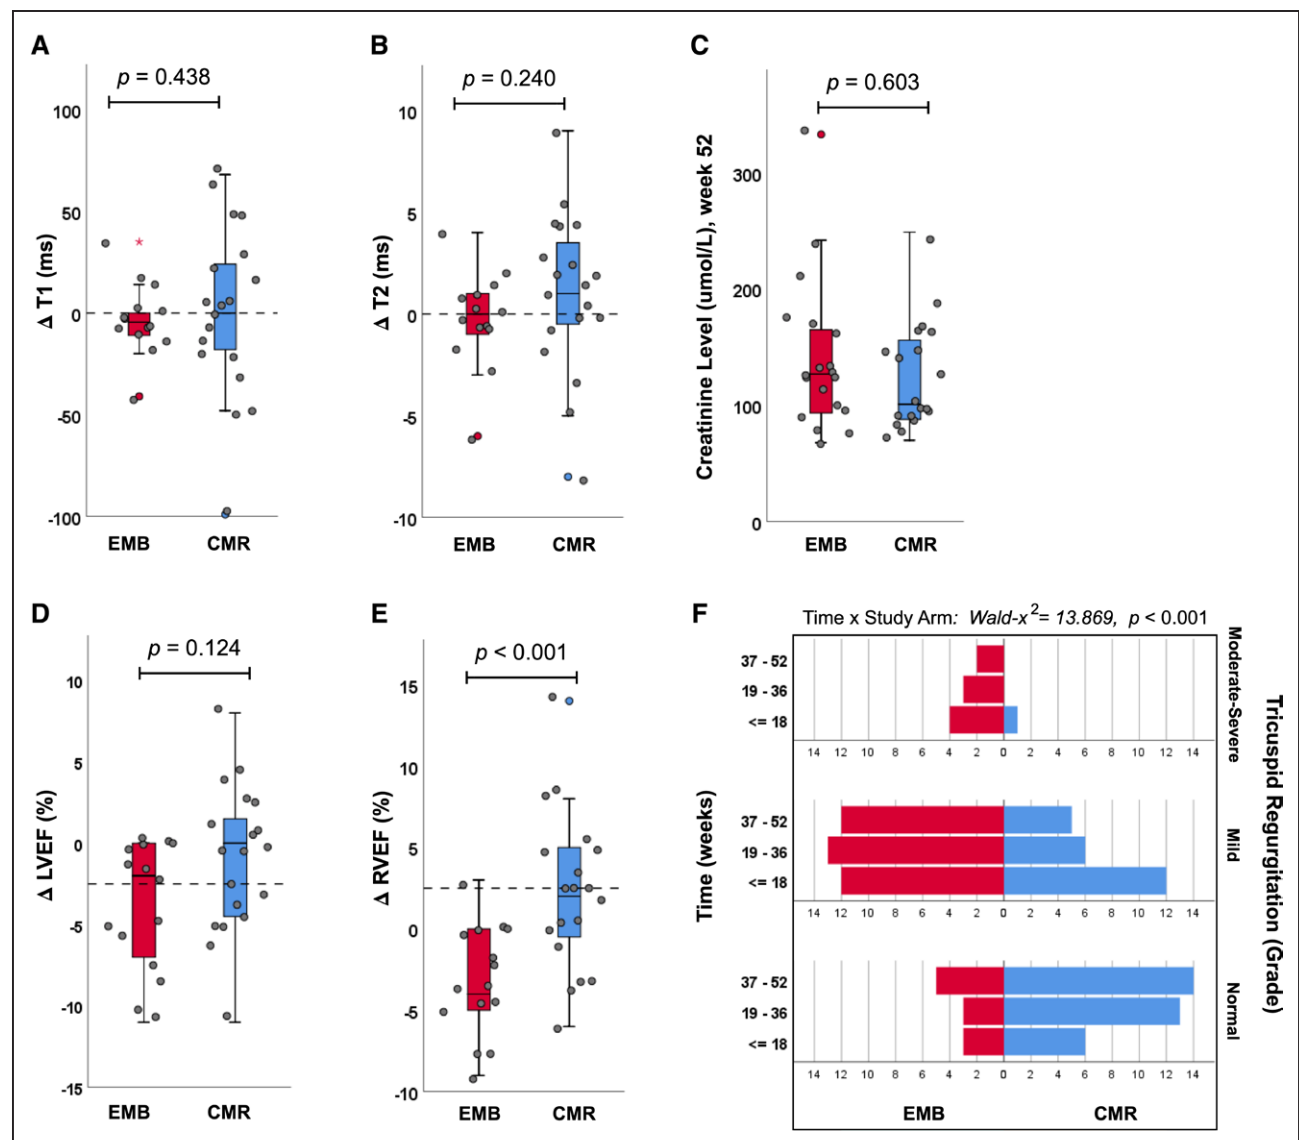 A
p = 0.438
Δ T1 (ms)
100
50
0
-50
-100
EMB CMR
B
p = 0.240
Δ T2 (ms)
10
5
0
-5
-10
EMB CMR
C
p = 0.603
Creatinine Level (umol/L), week 52
300
200
100
0
EMB CMR
D
p = 0.124
Δ LVEF (%)
10
5
0
-5
-10
-15
EMB CMR
E
p < 0.001
Δ RVEF (%)
15
10
5
0
-5
-10
EMB CMR
F
Time x Study Arm: Wald-x²= 13.869, p < 0.001
Time (weeks)
37 - 52
19 - 36
<= 18
14 12 10 8 6 4 2 0 2 4 6 8 10 12 14
Moderate-Severe
37 - 52
19 - 36
<= 18
14 12 10 8 6 4 2 0 2 4 6 8 10 12 14
Mild
37 - 52
19 - 36
<= 18
14 12 10 8 6 4 2 0 2 4 6 8 10 12 14
Normal
EMB CMR
Tricuspid Regurgitation (Grade)